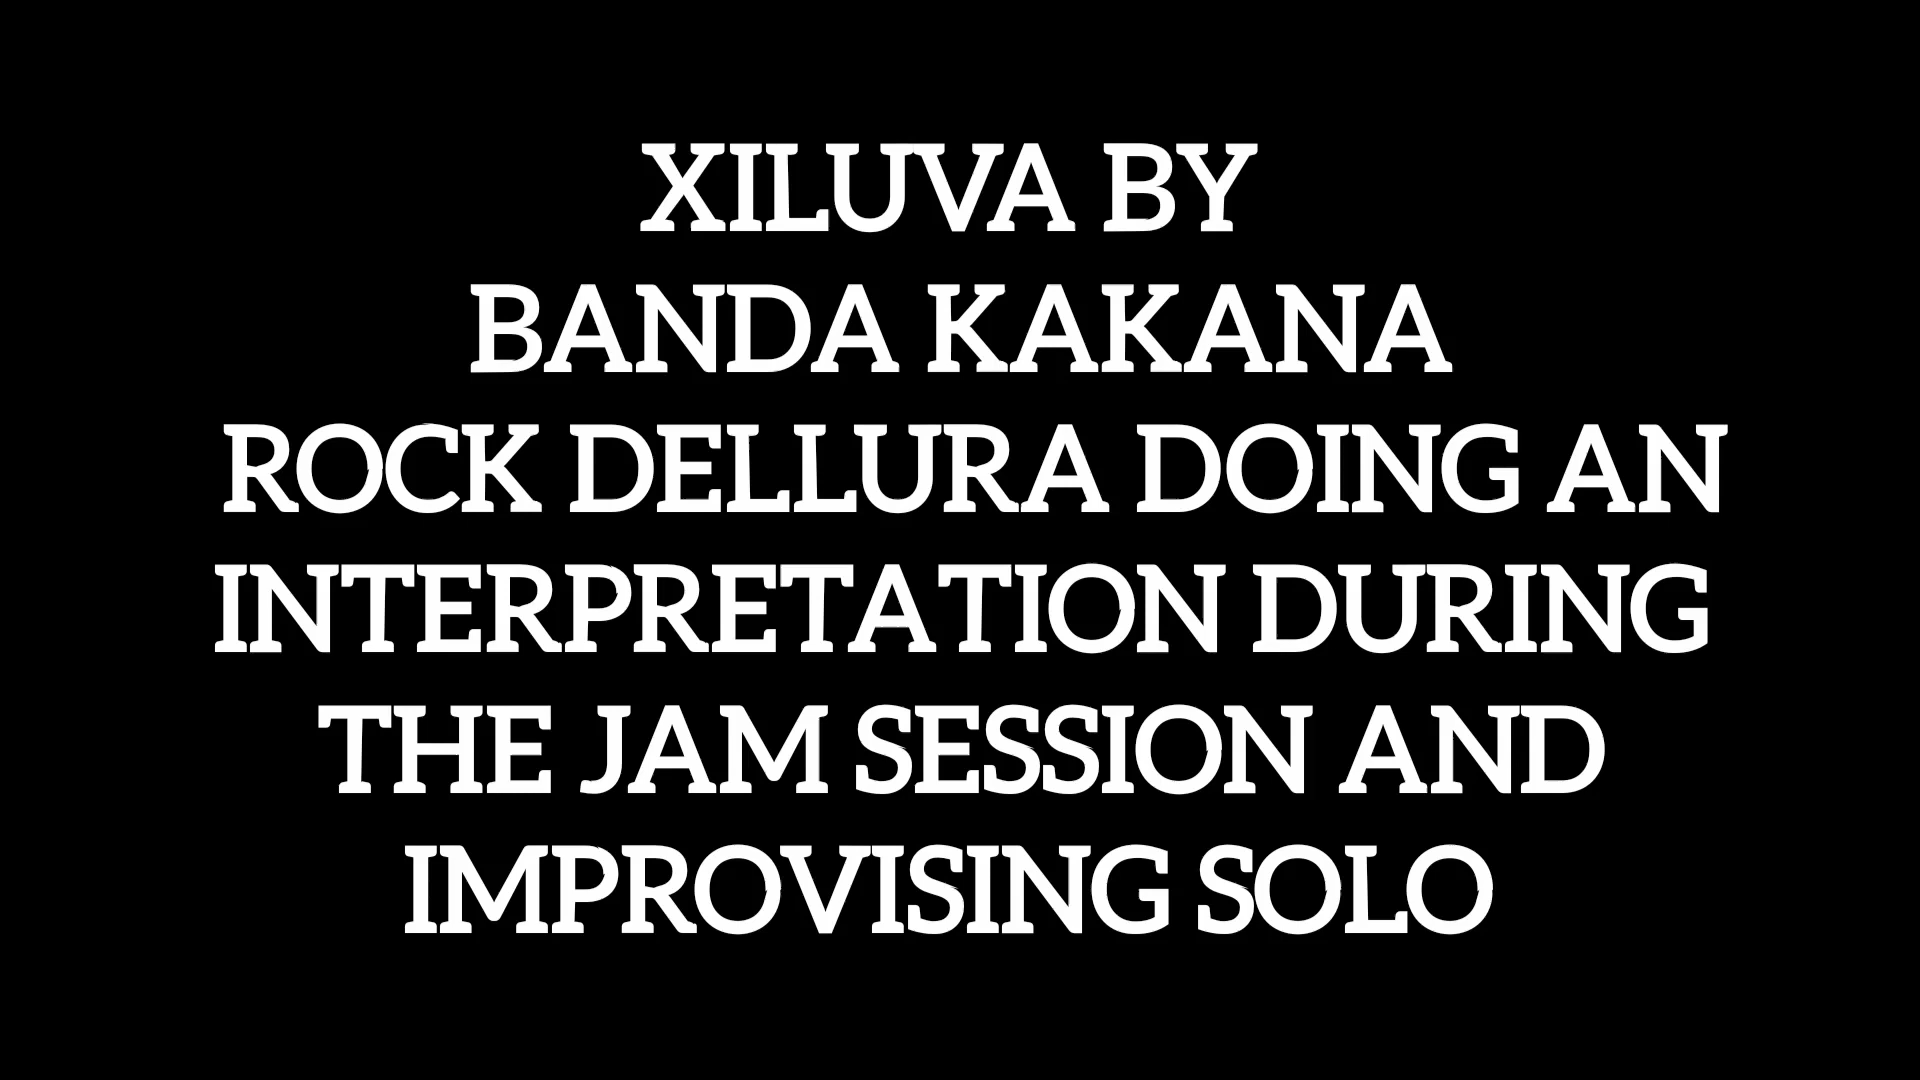 XILUVA BY
BANDA KAKANA
ROCK DELLURA DOING AN
INTERPRETATION DURING
THE JAM SESSION AND
IMPROVISING SOLO